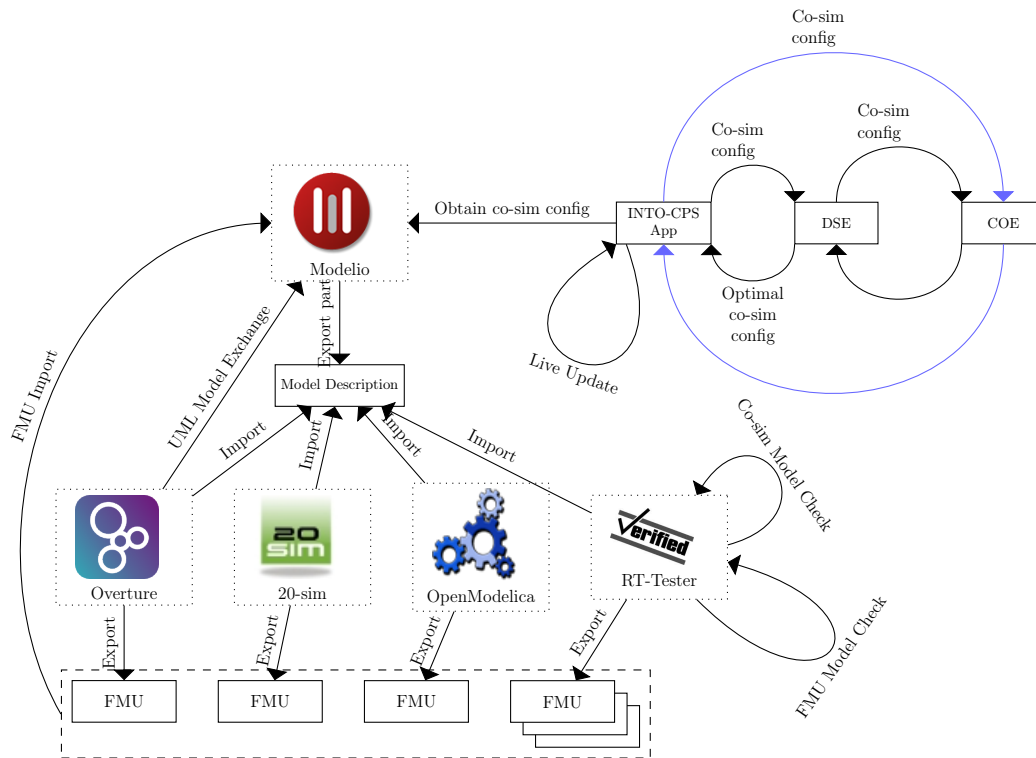 Co-sim
config
Co-sim
config
Co-sim
config
Obtain co-sim config
INTO-CPS
App
DSE
COE
Modelio
Optimal
co-sim
config
Export part
Live Update
UML Model Exchange
FMU Import
Model Description
Import
Import
Import
Import
Co-sim Model Check
20
SIM
Verified
Overture
20-sim
OpenModelica
RT-Tester
Export
Export
Export
Export
FMU Model Check
FMU
FMU
FMU
FMU